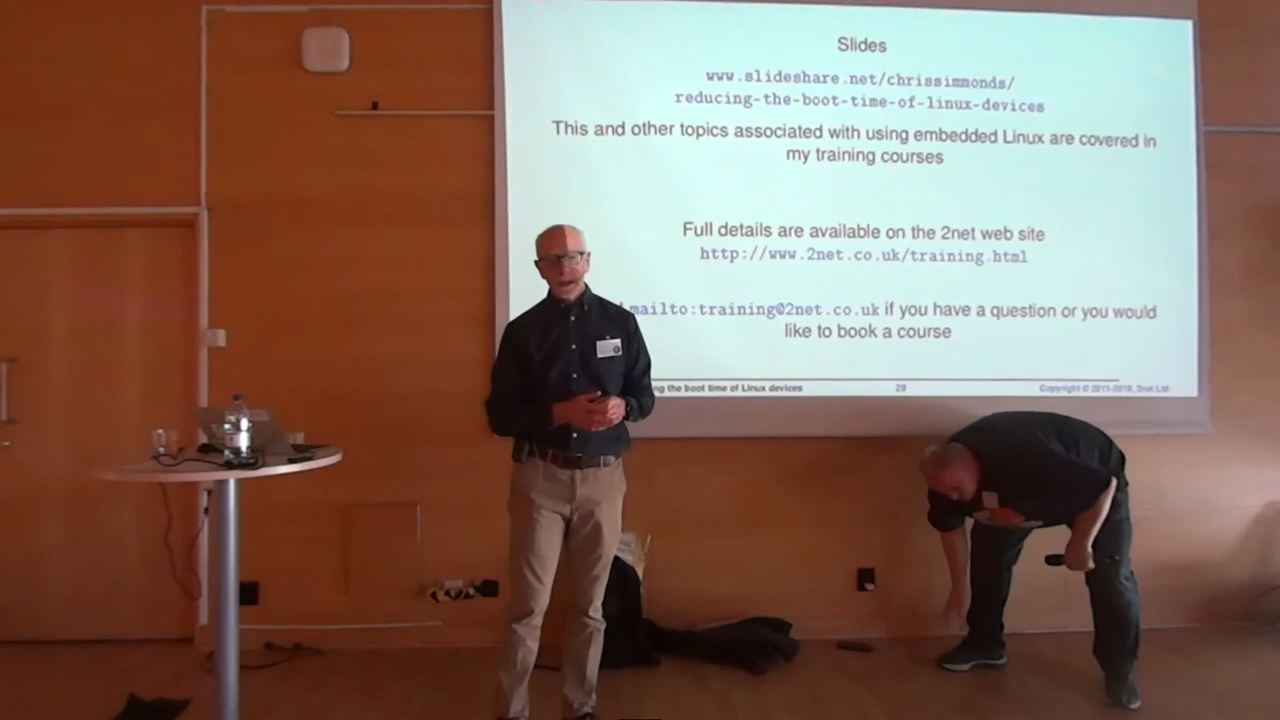 Slides
www.slideshare.net/chrissimmonds/
reducing-the-boot-time-of-linux-devices
This and other topics associated with using embedded Linux are covered in
my training courses
Full details are available on the 2net web site
http://www.2net.co.uk/training.html
mailto:training@2net.co.uk if you have a question or you would
like to book a course
the boot time of Linux devices
29
Copyright © 2011-2018, 2net Ltd